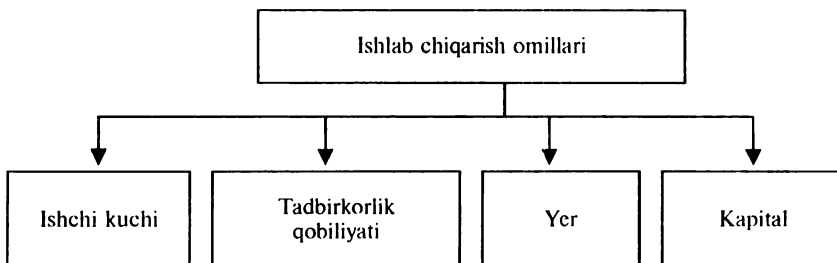 Ishlab chiqarish omillari
Ishchi kuchi
Tadbirkorlik
qobiliyati
Yer
Kapital